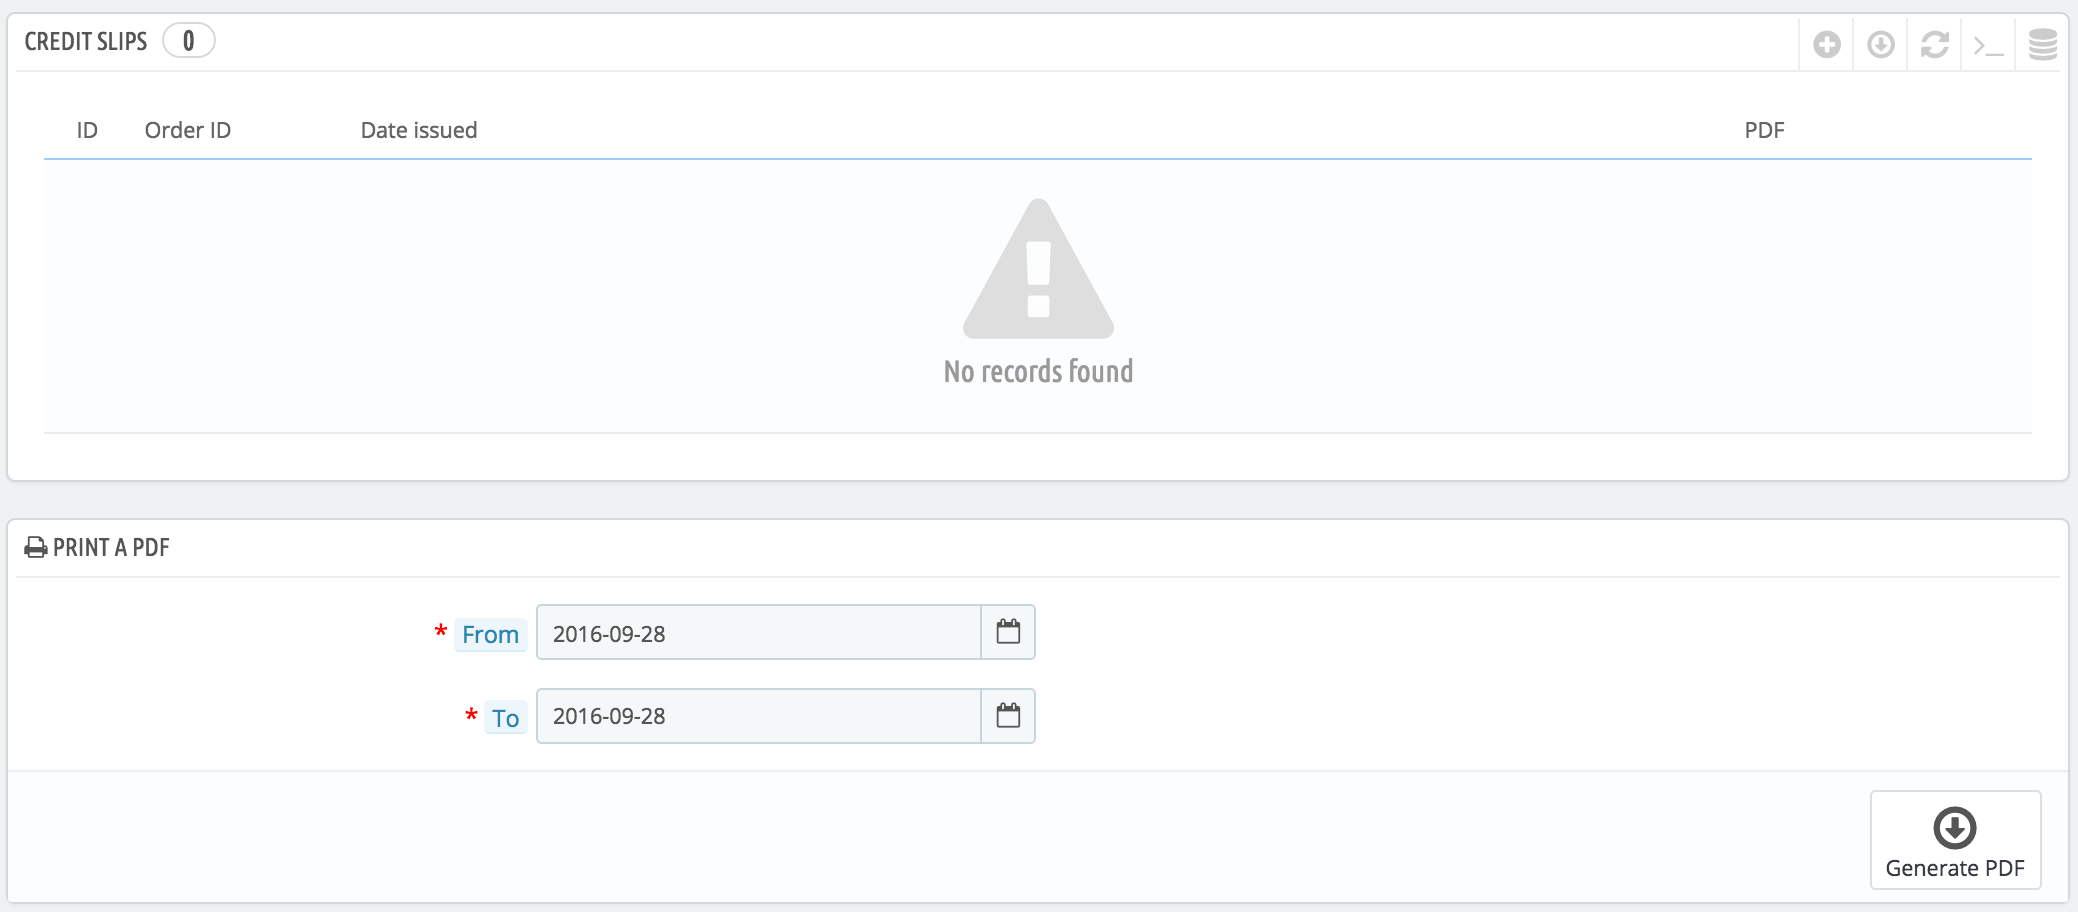 CREDIT SLIPS 0
ID Order ID Date issued PDF
No records found
PRINT A PDF
* From 2016-09-28
* To 2016-09-28
Generate PDF